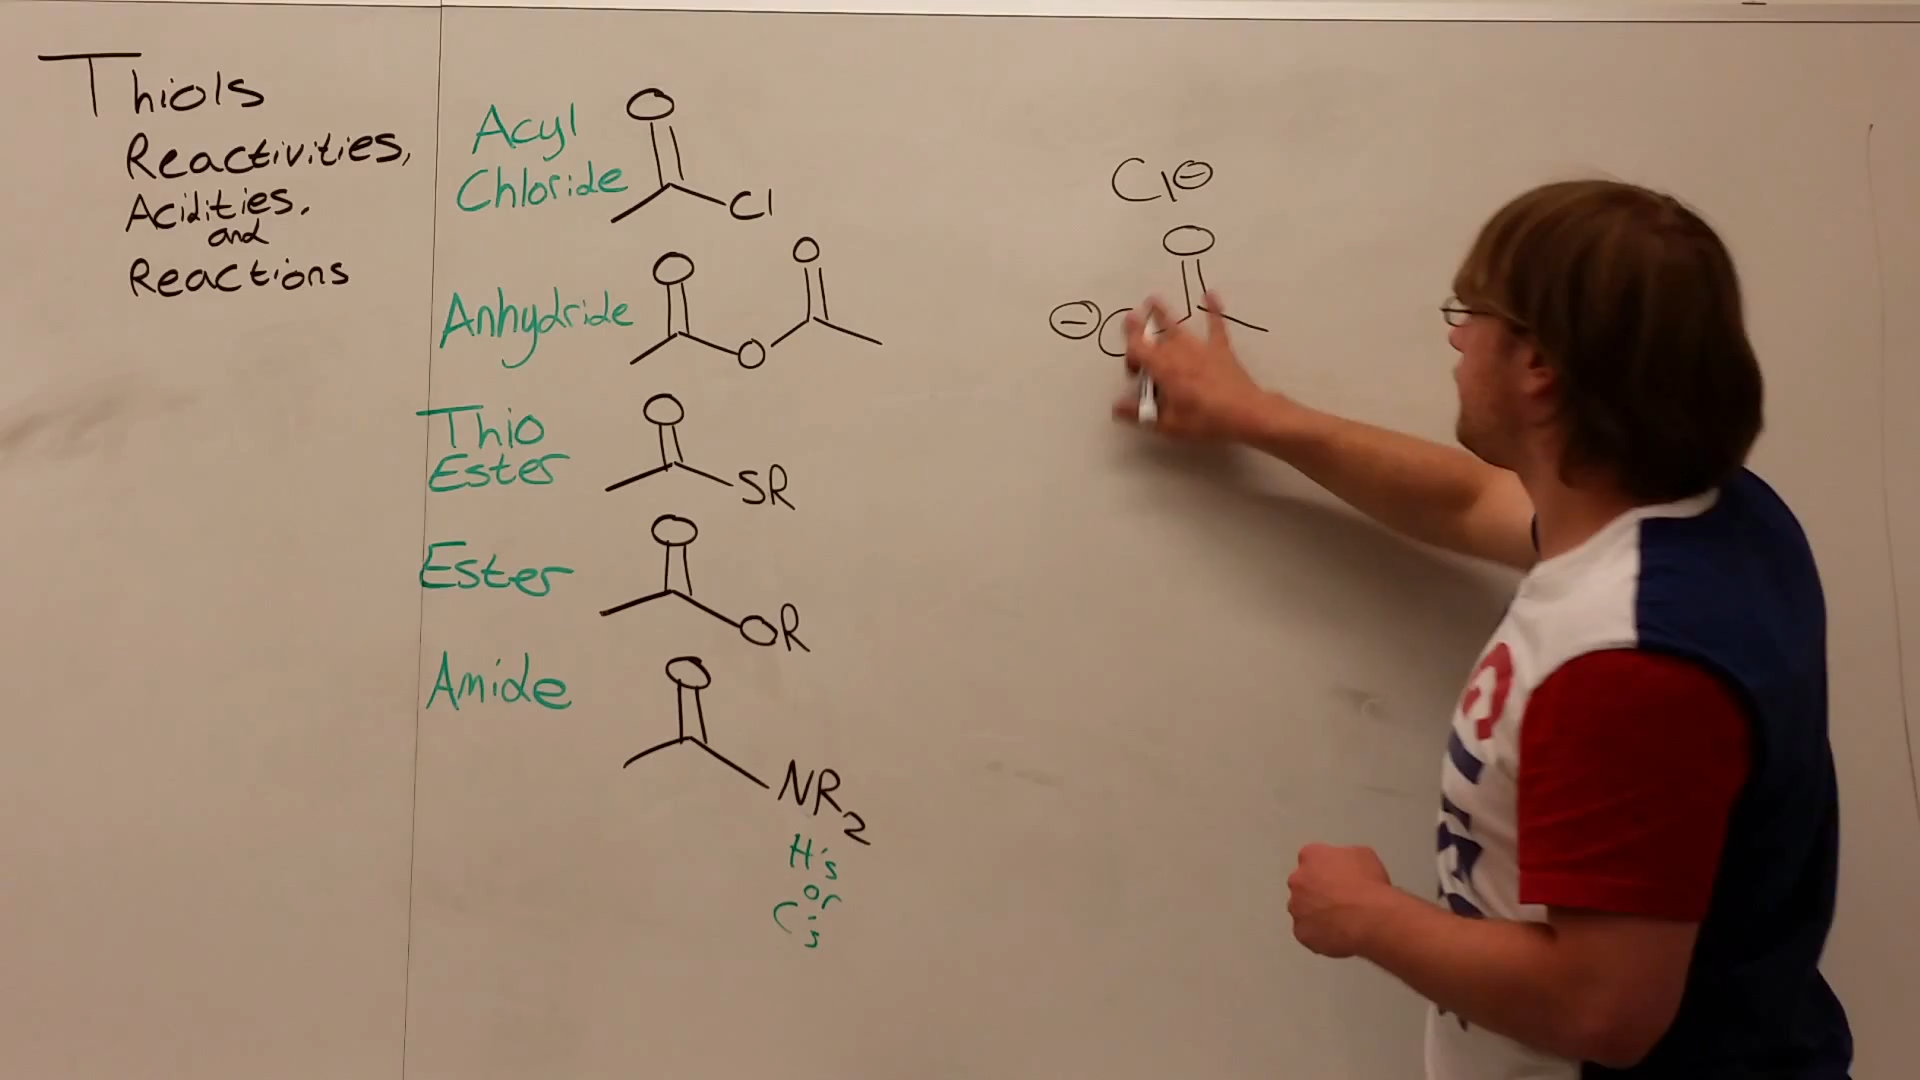 Thiols
Reactivities,
Acidities,
and
Reactions
Acyl
Chloride
O
Cl
Anhydride
O
O
O
Thio
Ester
O
SR
Ester
O
OR
Amide
O
NR2
H's
or
C's
Cl⊖
O
⊖